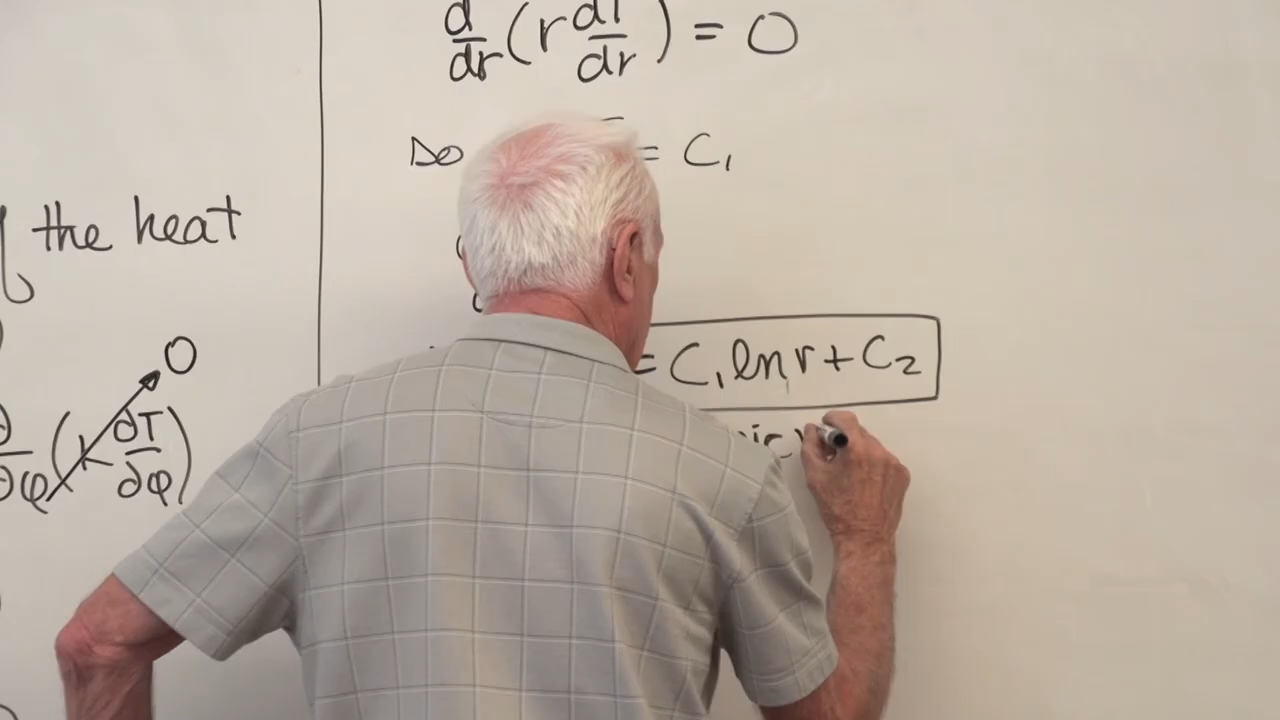 the heat
0
∂/∂φ (k ∂T/∂φ)
d/dr (r dT/dr) = 0
So = C₁
= C₁ ln r + C₂